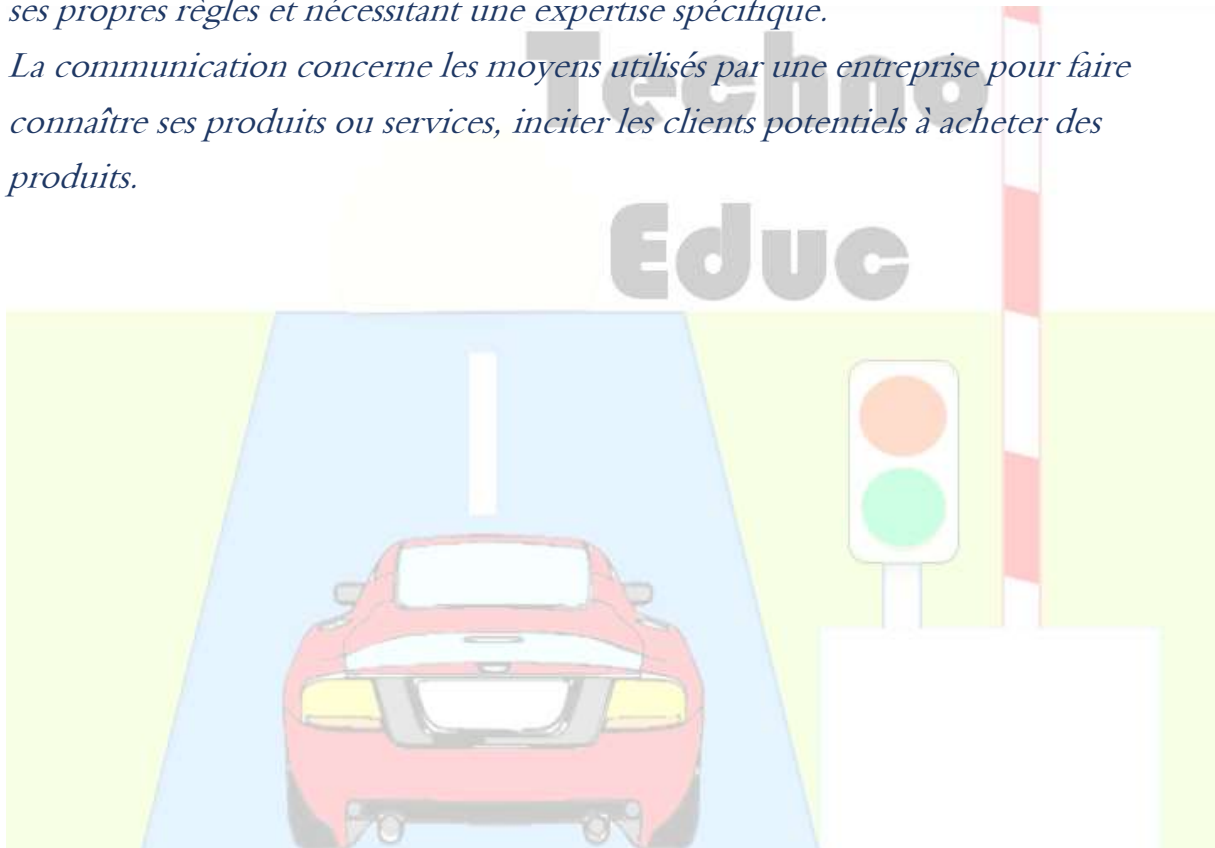 ses propres règles et nécessitant une expertise spécifique.
La communication concerne les moyens utilisés par une entreprise pour faire
connaître ses produits ou services, inciter les clients potentiels à acheter des
produits.
Techno
Educ